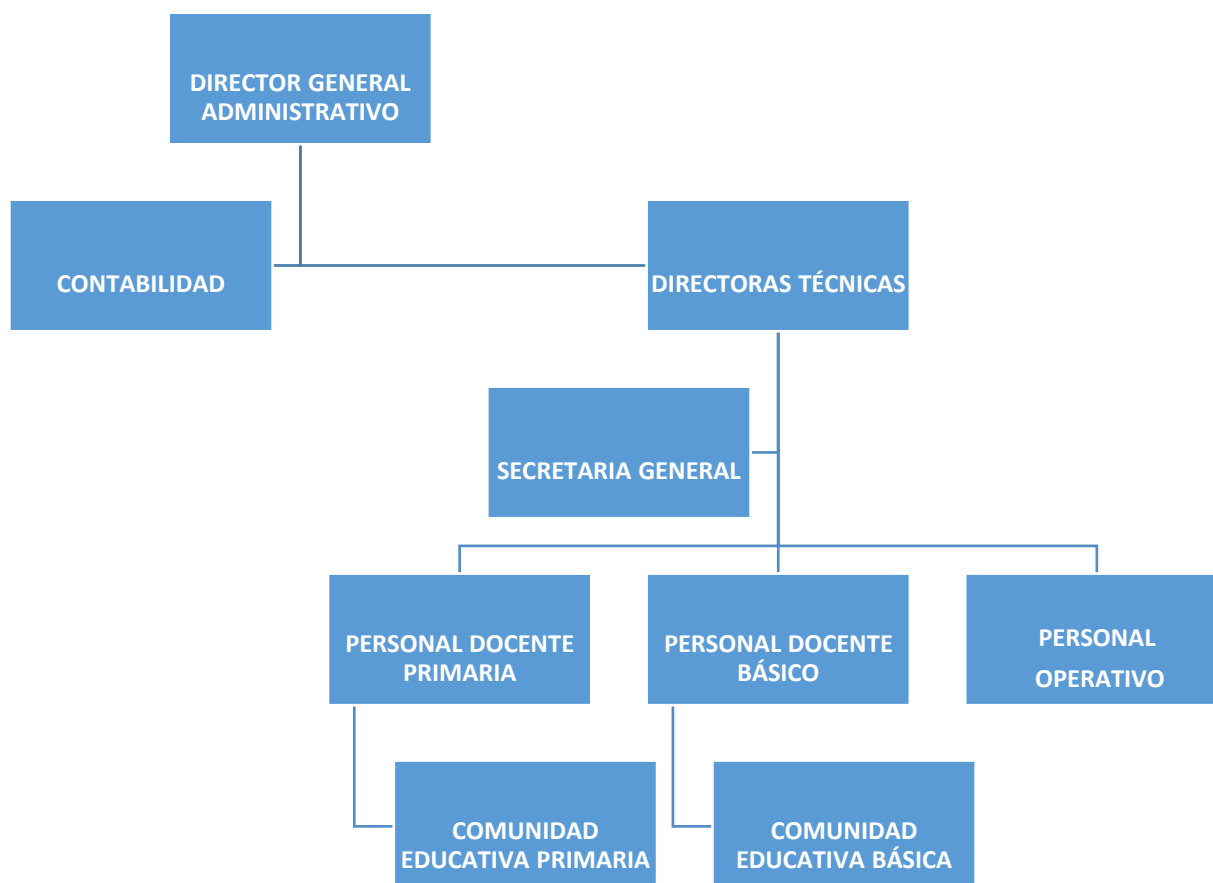 DIRECTOR GENERAL
ADMINISTRATIVO
CONTABILIDAD
DIRECTORAS TÉCNICAS
SECRETARIA GENERAL
PERSONAL DOCENTE
PRIMARIA
PERSONAL DOCENTE
BÁSICO
PERSONAL
OPERATIVO
COMUNIDAD
EDUCATIVA PRIMARIA
COMUNIDAD
EDUCATIVA BÁSICA